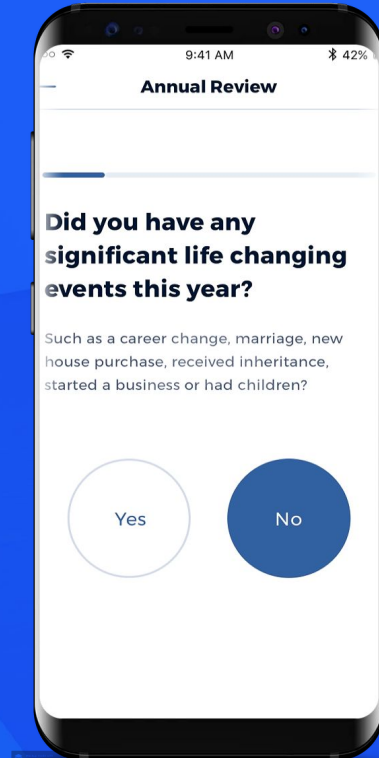 9:41 AM
42%
Annual Review
Did you have any
significant life changing
events this year?
Such as a career change, marriage, new
house purchase, received inheritance,
started a business or had children?
Yes
No